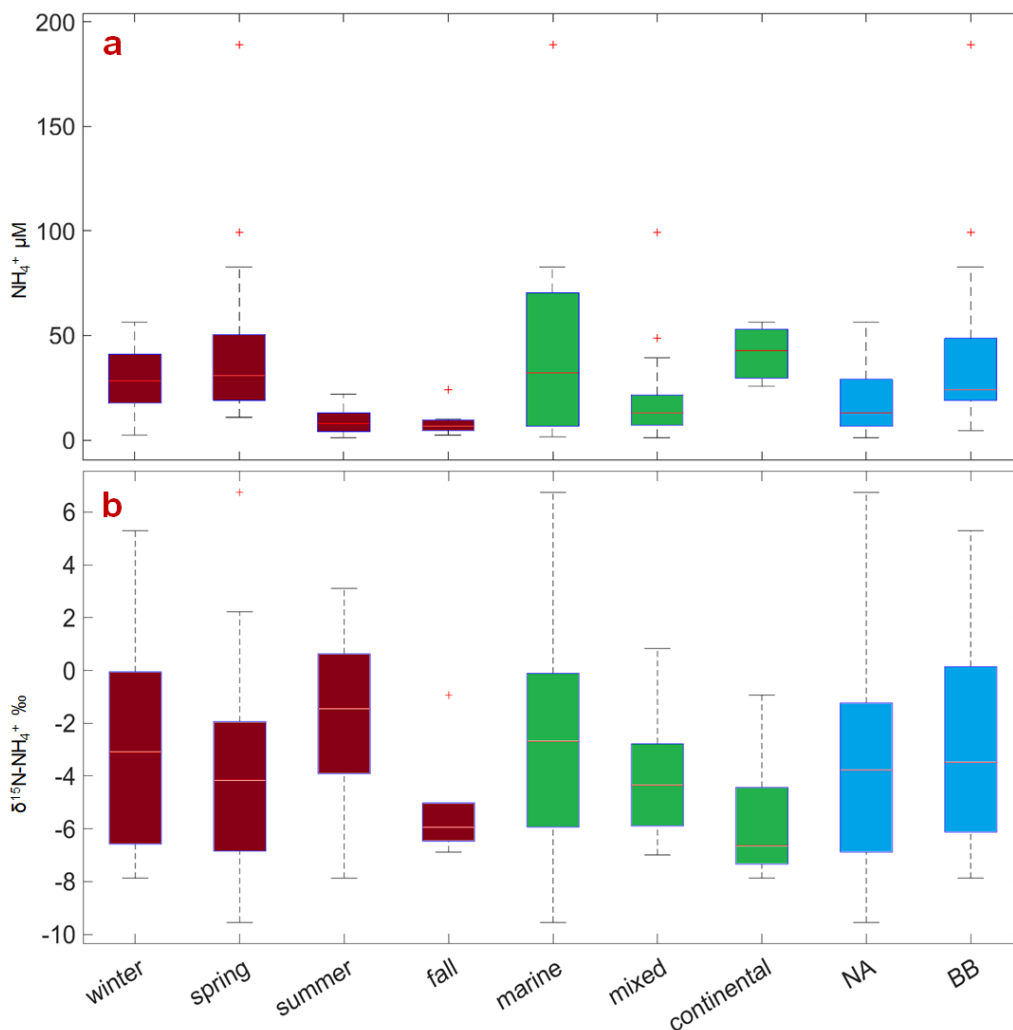 a
200
150
100
50
0
NH₄⁺ µM
b
6
4
2
0
-2
-4
-6
-8
-10
δ¹⁵N-NH₄⁺ ‰
winter spring summer fall marine mixed continental NA BB